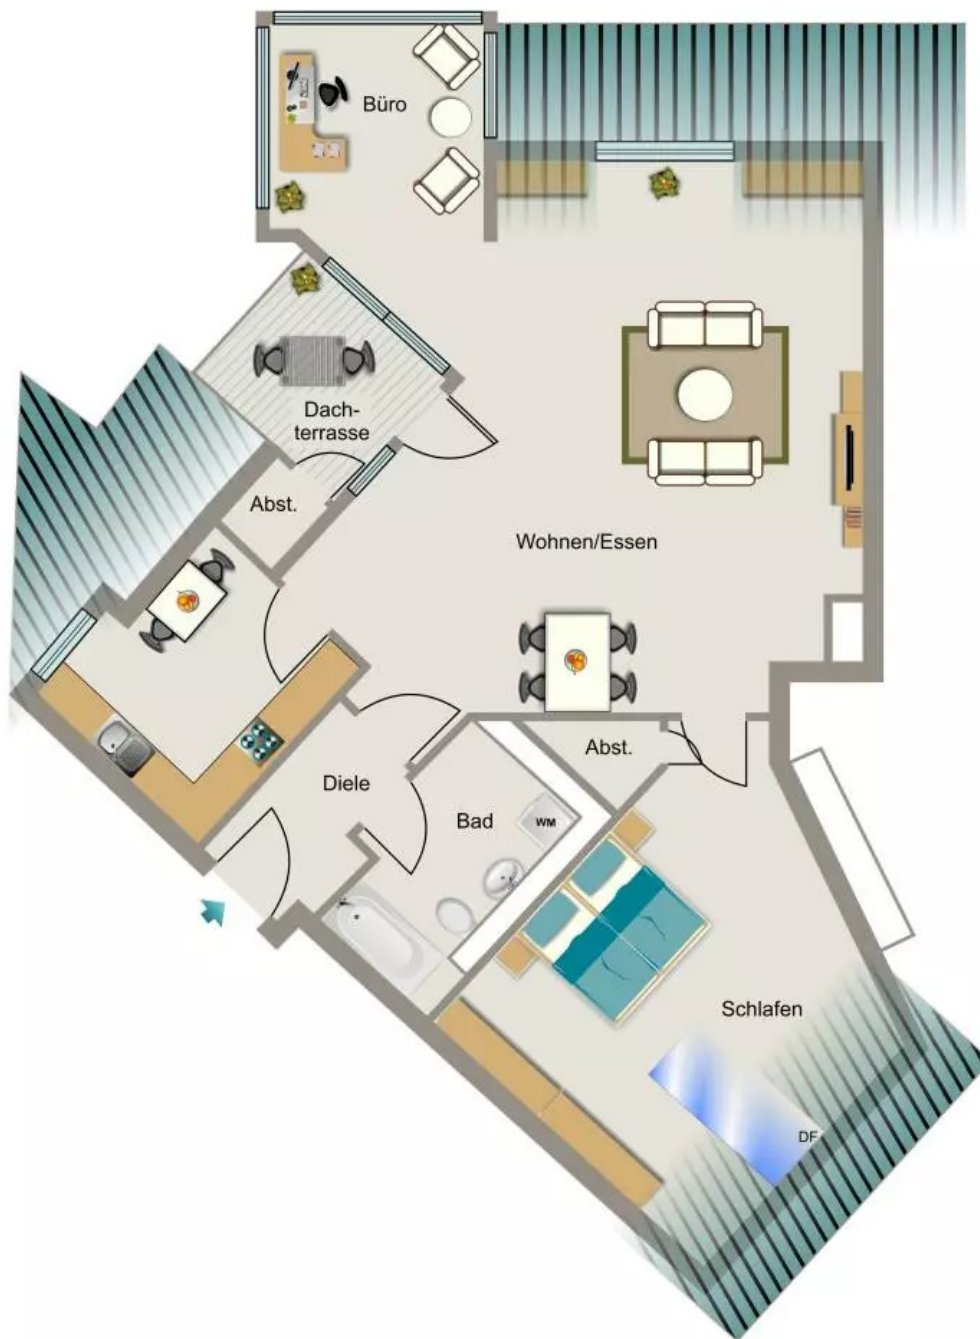 Büro
Dach-
terrasse
Abst.
Wohnen/Essen
Abst.
Diele
Bad
WM
Schlafen
DF